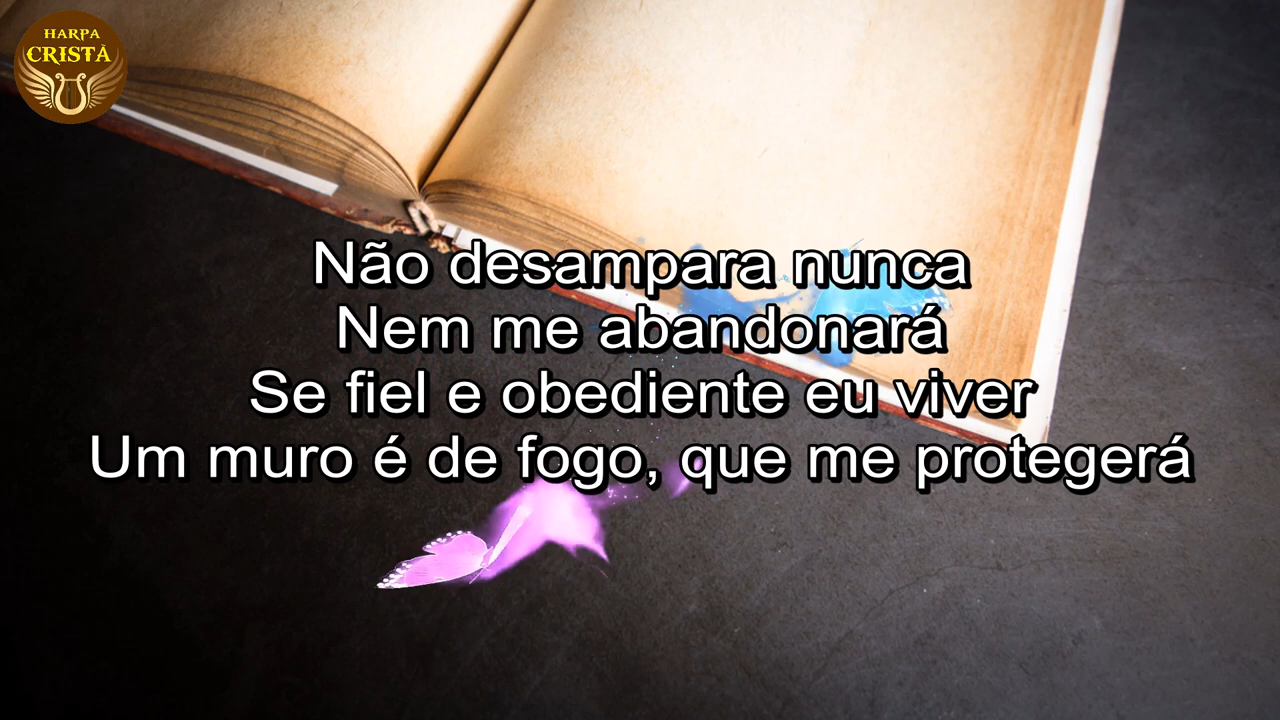 HARPA
CRISTÃ
Não desampara nunca
Nem me abandonará
Se fiel e obediente eu viver
Um muro é de fogo, que me protegerá